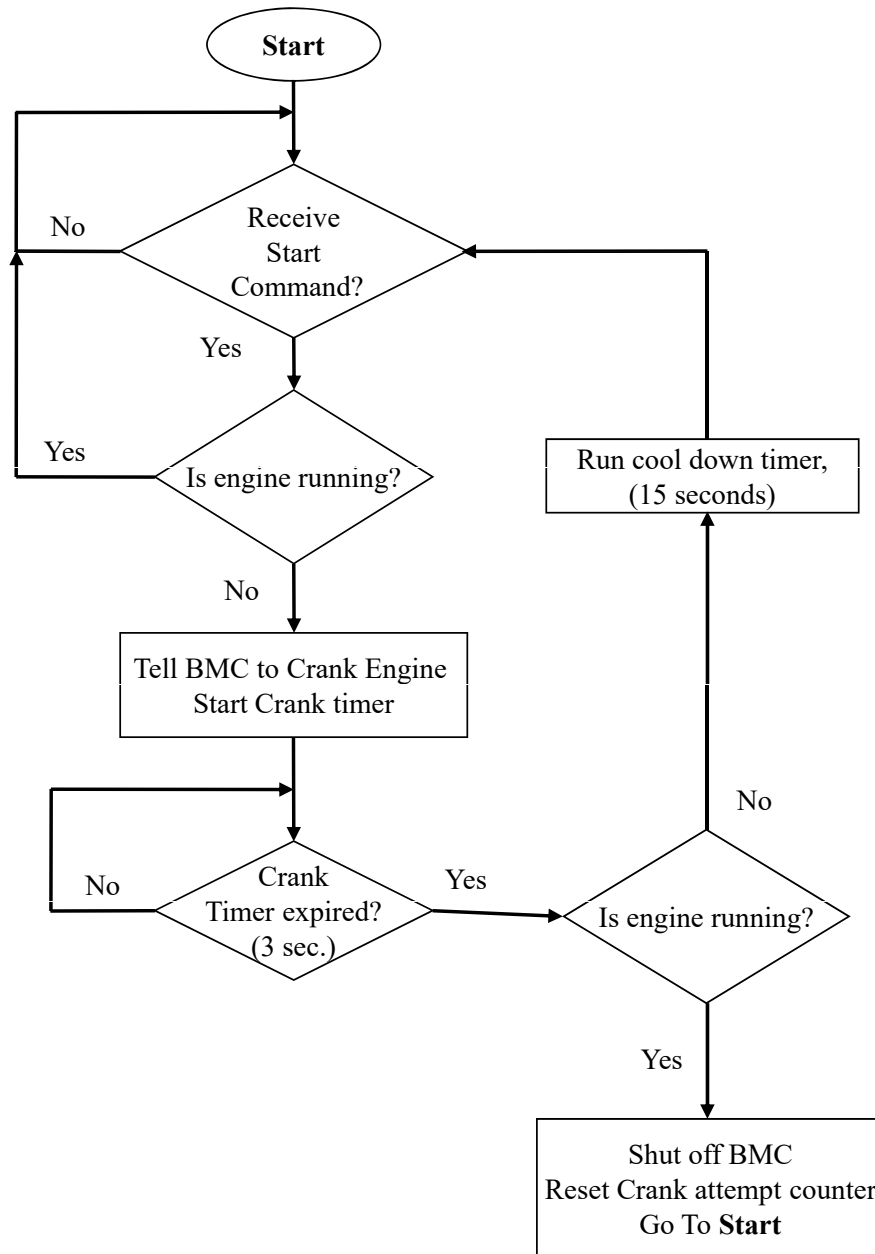 Start
Receive
Start
Command?
No
Yes
Is engine running?
Yes
No
Tell BMC to Crank Engine
Start Crank timer
Crank
Timer expired?
(3 sec.)
No
Yes
Is engine running?
No
Run cool down timer,
(15 seconds)
Yes
Shut off BMC
Reset Crank attempt counter
Go To Start